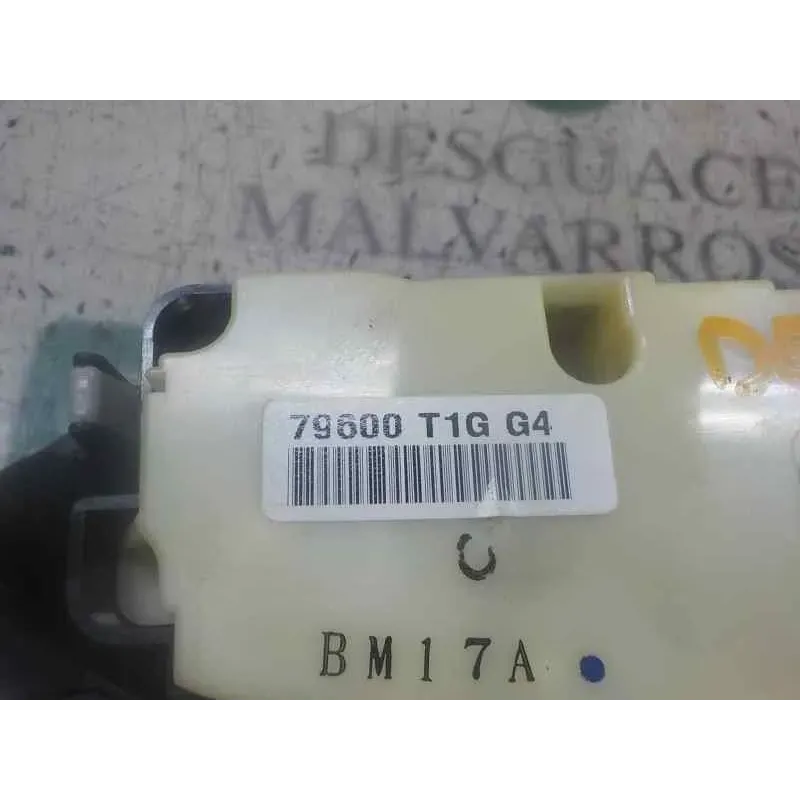 DESGUACE
MALVARROS
79600 T1G G4
C
BM17A